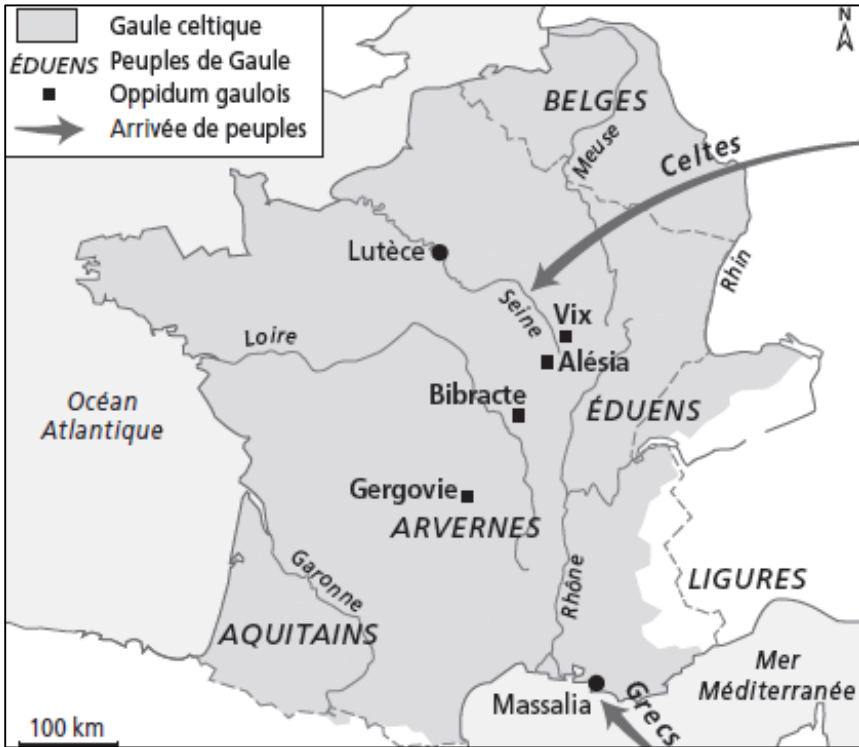 Gaule celtique
ÉDUENS Peuples de Gaule
Oppidum gaulois
Arrivée de peuples
N
BELGES
Meuse
Celtes
Lutèce
Rhin
Seine
Vix
Loire
Alésia
Bibracte
Océan
Atlantique
ÉDUENS
Gergovie
ARVERNES
Garonne
Rhône
LIGURES
AQUITAINS
Mer
Méditerranée
Massalia
Grecs
100 km